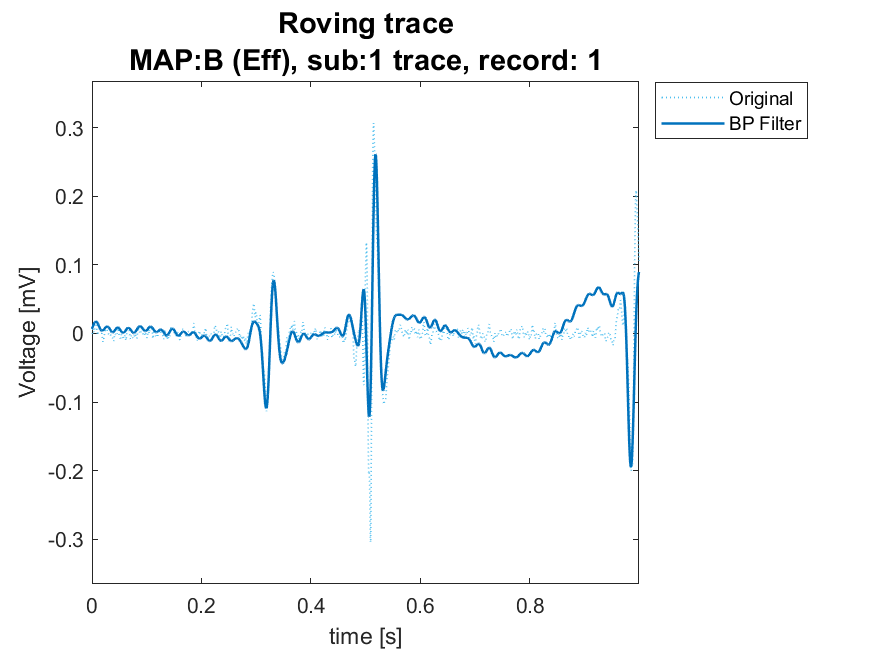 Roving trace
MAP:B (Eff), sub:1 trace, record: 1
Original
BP Filter
0.3
0.2
0.1
0
-0.1
-0.2
-0.3
Voltage [mV]
0
0.2
0.4
0.6
0.8
time [s]